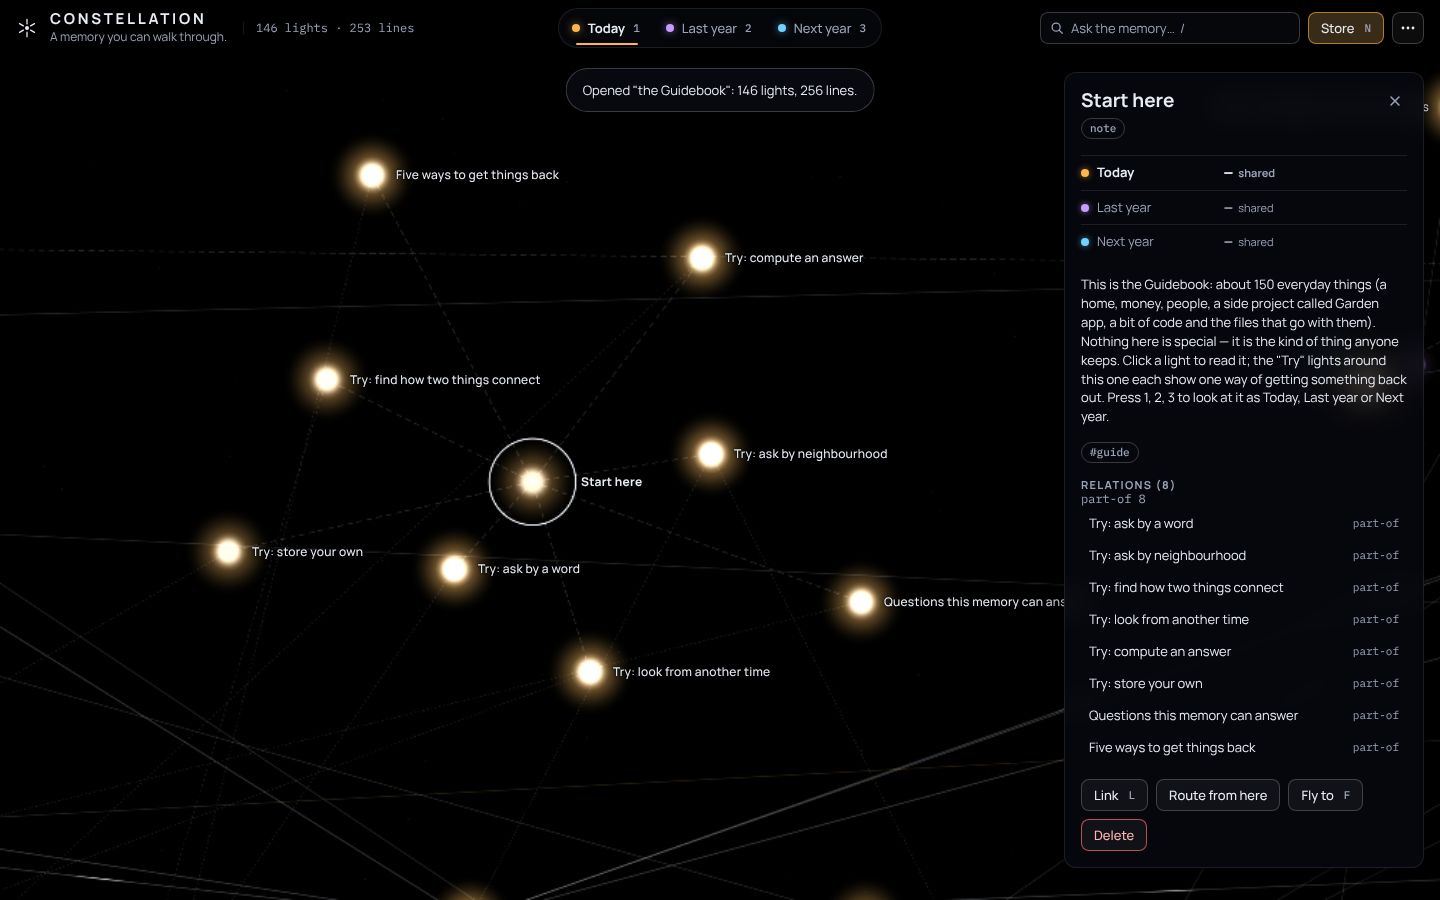 CONSTELLATION
A memory you can walk through.
146 lights · 253 lines
Today 1
Last year 2
Next year 3
Ask the memory… /
Store N
Opened "the Guidebook": 146 lights, 256 lines.
Five ways to get things back
Try: compute an answer
Try: find how two things connect
Try: ask by neighbourhood
Start here
Try: store your own
Try: ask by a word
Questions this memory can ans
Try: look from another time
s
Start here
note
Today — shared
Last year — shared
Next year — shared
This is the Guidebook: about 150 everyday things (a
home, money, people, a side project called Garden
app, a bit of code and the files that go with them).
Nothing here is special — it is the kind of thing anyone
keeps. Click a light to read it; the "Try" lights around
this one each show one way of getting something back
out. Press 1, 2, 3 to look at it as Today, Last year or Next
year.
#guide
RELATIONS (8)
part-of 8
Try: ask by a word part-of
Try: ask by neighbourhood part-of
Try: find how two things connect part-of
Try: look from another time part-of
Try: compute an answer part-of
Try: store your own part-of
Questions this memory can answer part-of
Five ways to get things back part-of
Link L
Route from here
Fly to F
Delete